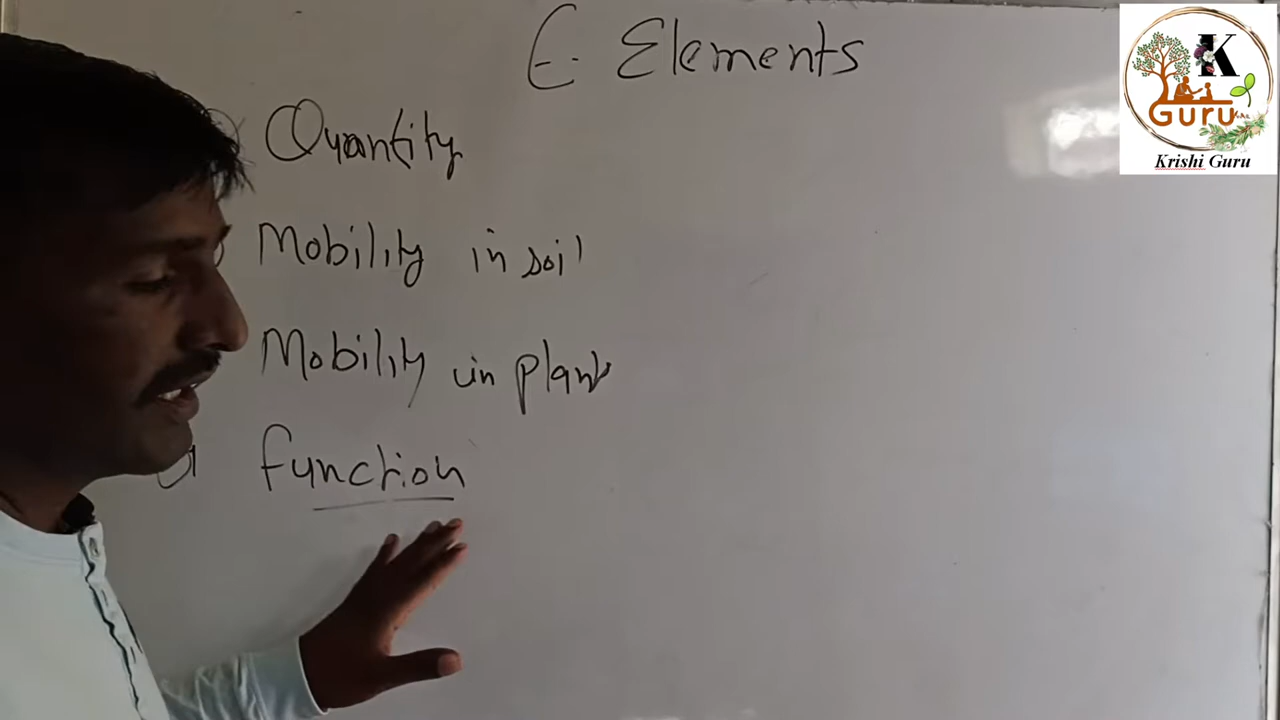 E. Elements
Quantity
Mobility in soil
Mobility in plant
function
K
GURU
Krishi Guru